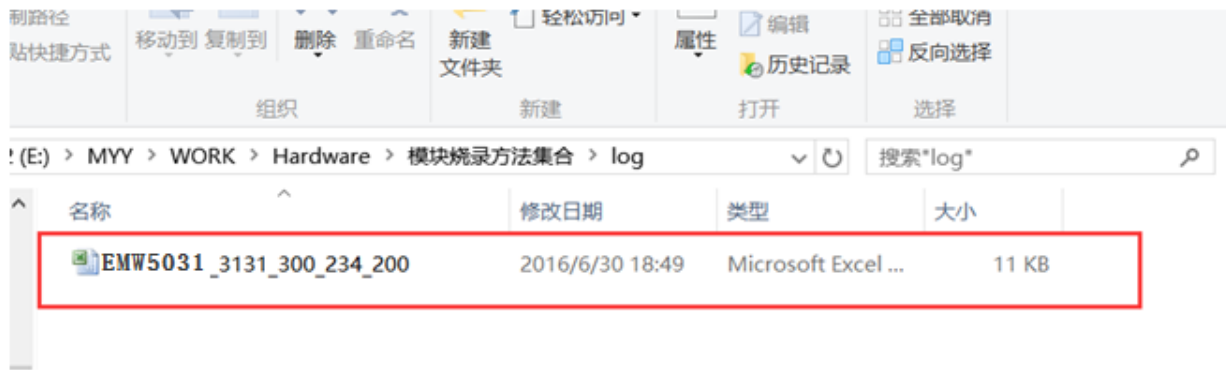 制路径
贴快捷方式
移动到 复制到
删除
重命名
组织
新建
文件夹
轻松访问
新建
属性
编辑
历史记录
打开
全部取消
反向选择
选择
(E:) > MYY > WORK > Hardware > 模块烧录方法集合 > log
搜索"log"
名称 修改日期 类型 大小
EMW5031_3131_300_234_200 2016/6/30 18:49 Microsoft Excel ... 11 KB